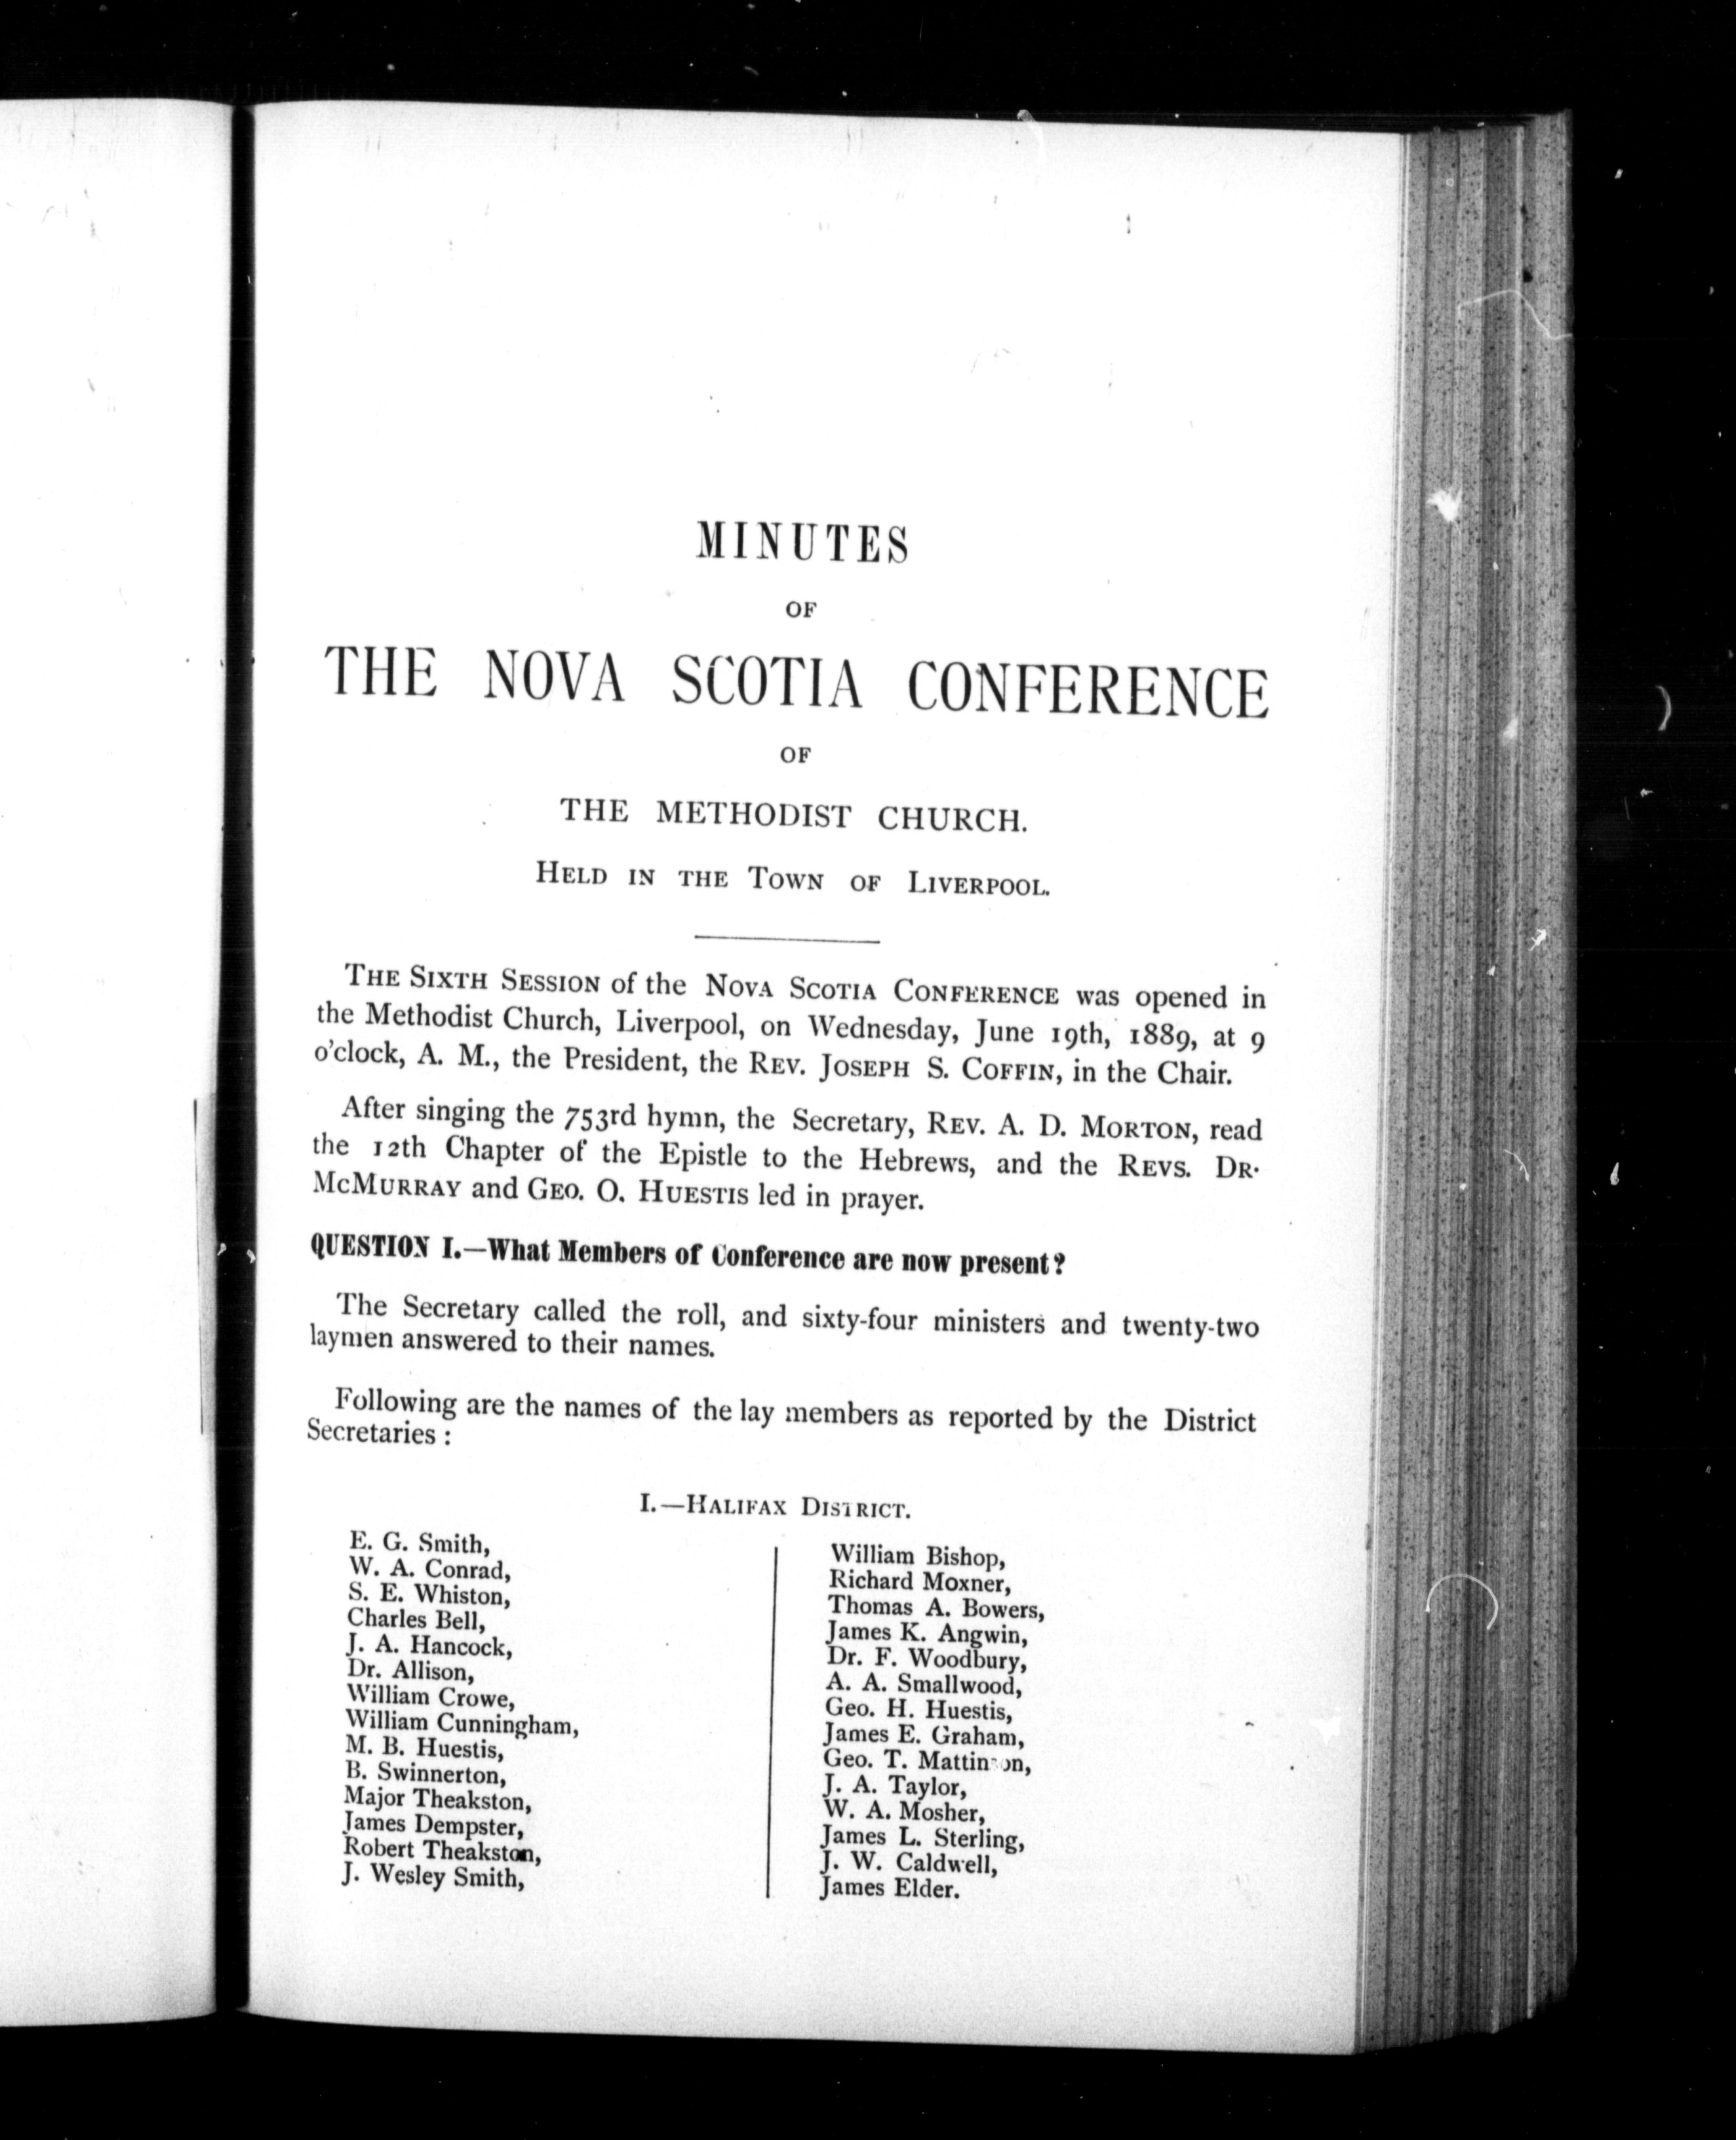 MINUTES
OF
THE NOVA SCOTIA CONFERENCE
OF
THE METHODIST CHURCH.
HELD IN THE TOWN OF LIVERPOOL.
THE SIXTH SESSION of the NOVA SCOTIA CONFERENCE was opened in
the Methodist Church, Liverpool, on Wednesday, June 19th, 1889, at 9
o'clock, A. M., the President, the REV. JOSEPH S. COFFIN, in the Chair.
After singing the 753rd hymn, the Secretary, REV. A. D. MORTON, read
the 12th Chapter of the Epistle to the Hebrews, and the REVS. DR.
MCMURRAY and GEO. O. HUESTIS led in prayer.
QUESTION I.—What Members of Conference are now present?
The Secretary called the roll, and sixty-four ministers and twenty-two
laymen answered to their names.
Following are the names of the lay members as reported by the District
Secretaries :
I.—HALIFAX DISTRICT.
E. G. Smith,
W. A. Conrad,
S. E. Whiston,
Charles Bell,
J. A. Hancock,
Dr. Allison,
William Crowe,
William Cunningham,
M. B. Huestis,
B. Swinnerton,
Major Theakston,
James Dempster,
Robert Theakston,
J. Wesley Smith,
William Bishop,
Richard Moxner,
Thomas A. Bowers,
James K. Angwin,
Dr. F. Woodbury,
A. A. Smallwood,
Geo. H. Huestis,
James E. Graham,
Geo. T. Mattinson,
J. A. Taylor,
W. A. Mosher,
James L. Sterling,
J. W. Caldwell,
James Elder.